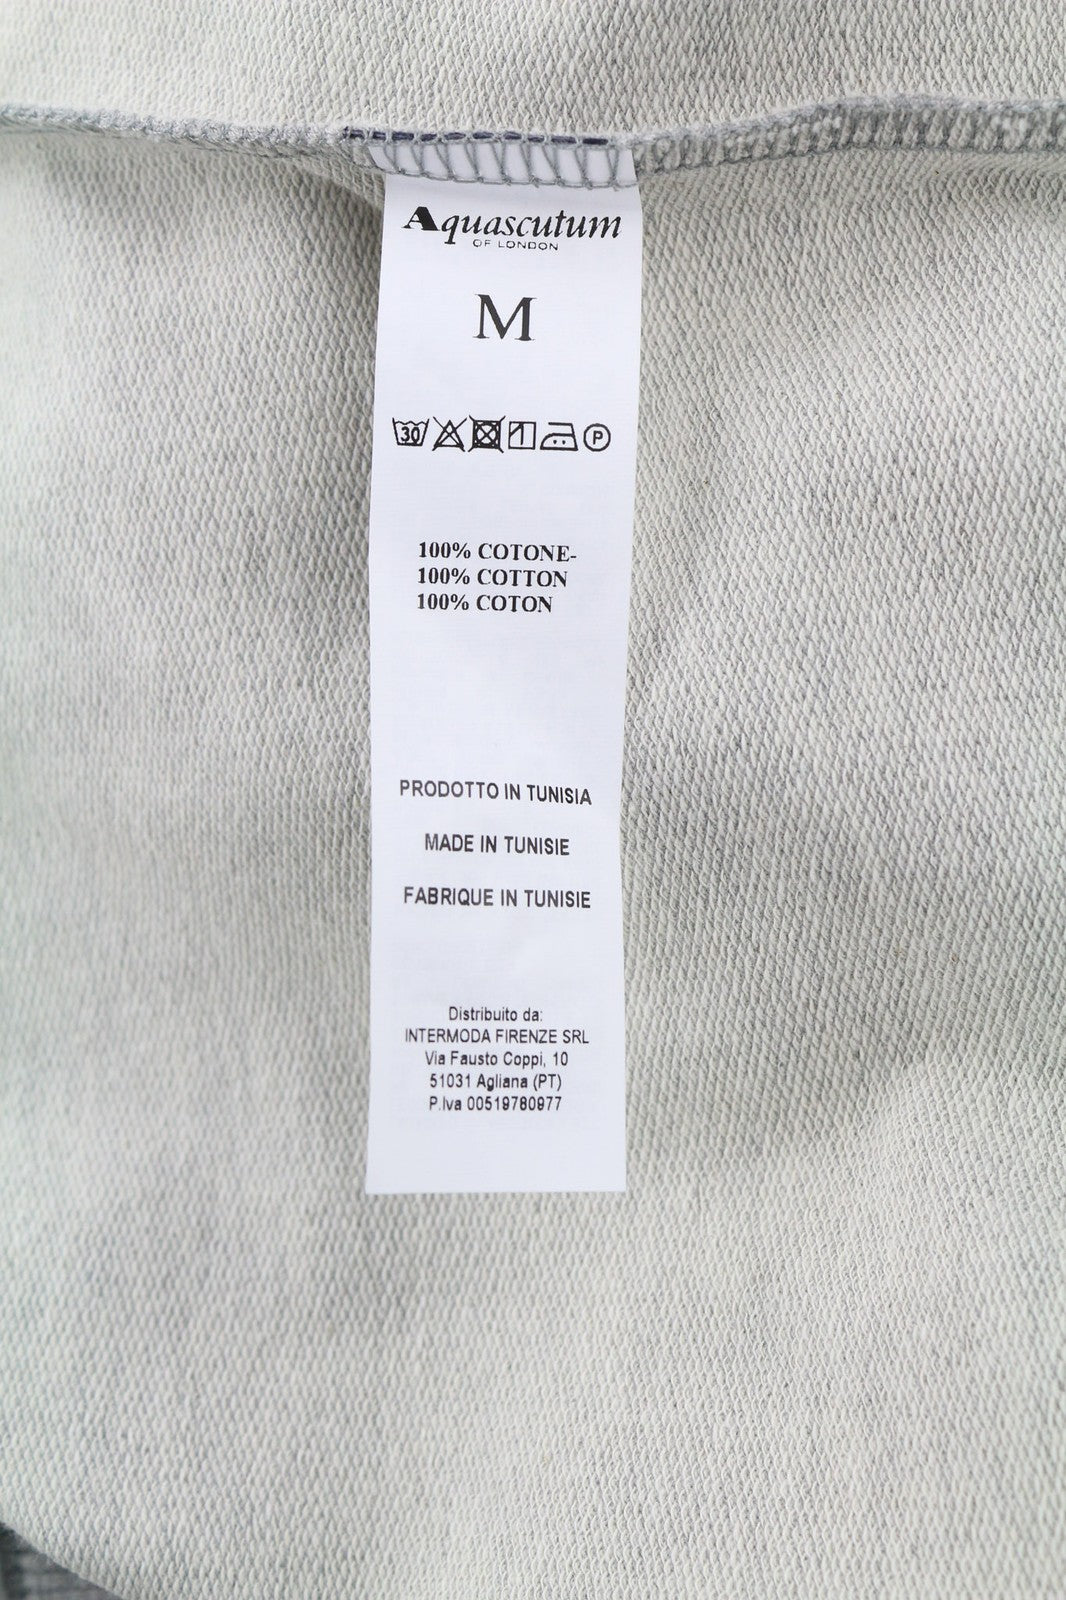 Aquascutum
OF LONDON
M
30 P
100% COTONE-
100% COTTON
100% COTON
PRODOTTO IN TUNISIA
MADE IN TUNISIE
FABRIQUE IN TUNISIE
Distribuito da:
INTERMODA FIRENZE SRL
Via Fausto Coppi, 10
51031 Agliana (PT)
P.Iva 00519780977